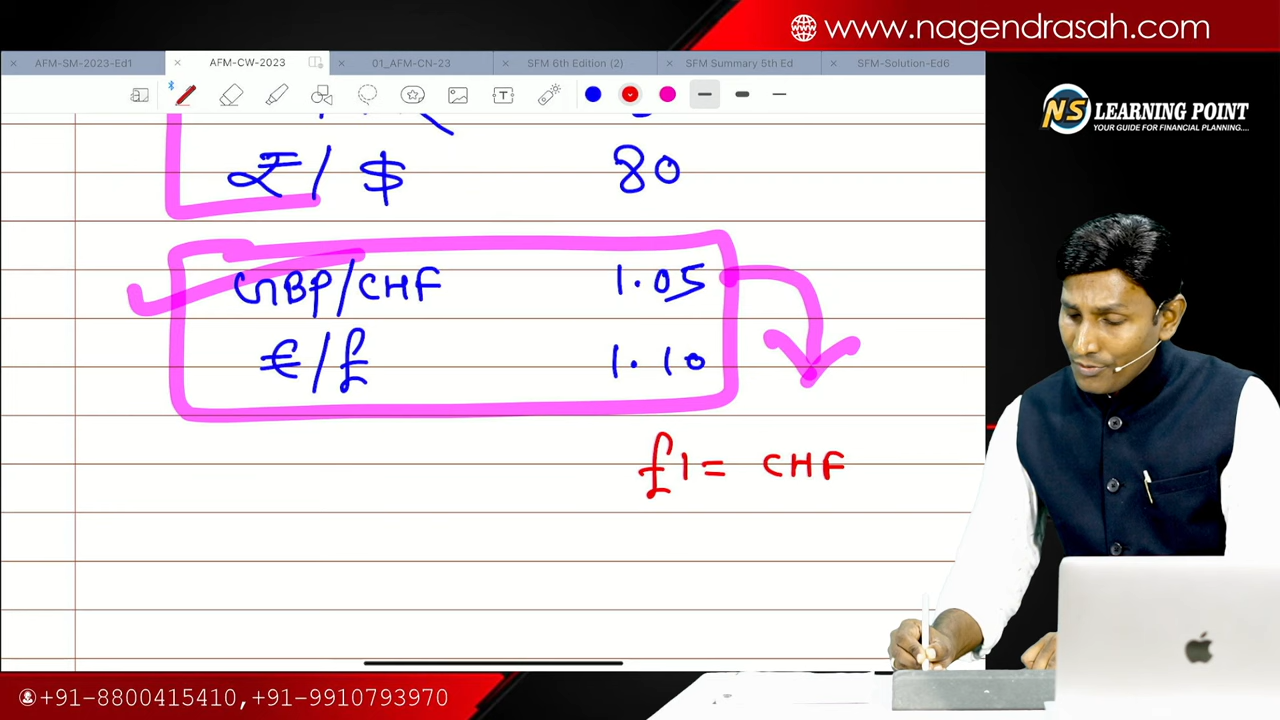 www.nagendrasah.com
AFM-SM-2023-Ed1
AFM-CW-2023
01_AFM-CN-23
SFM 6th Edition (2)
SFM Summary 5th Ed
SFM-Solution-Ed6
NS LEARNING POINT
YOUR GUIDE FOR FINANCIAL PLANNING....
₹/ $ 80
GBP/CHF 1.05
€/£ 1.10
£1= CHF
+91-8800415410,+91-9910793970